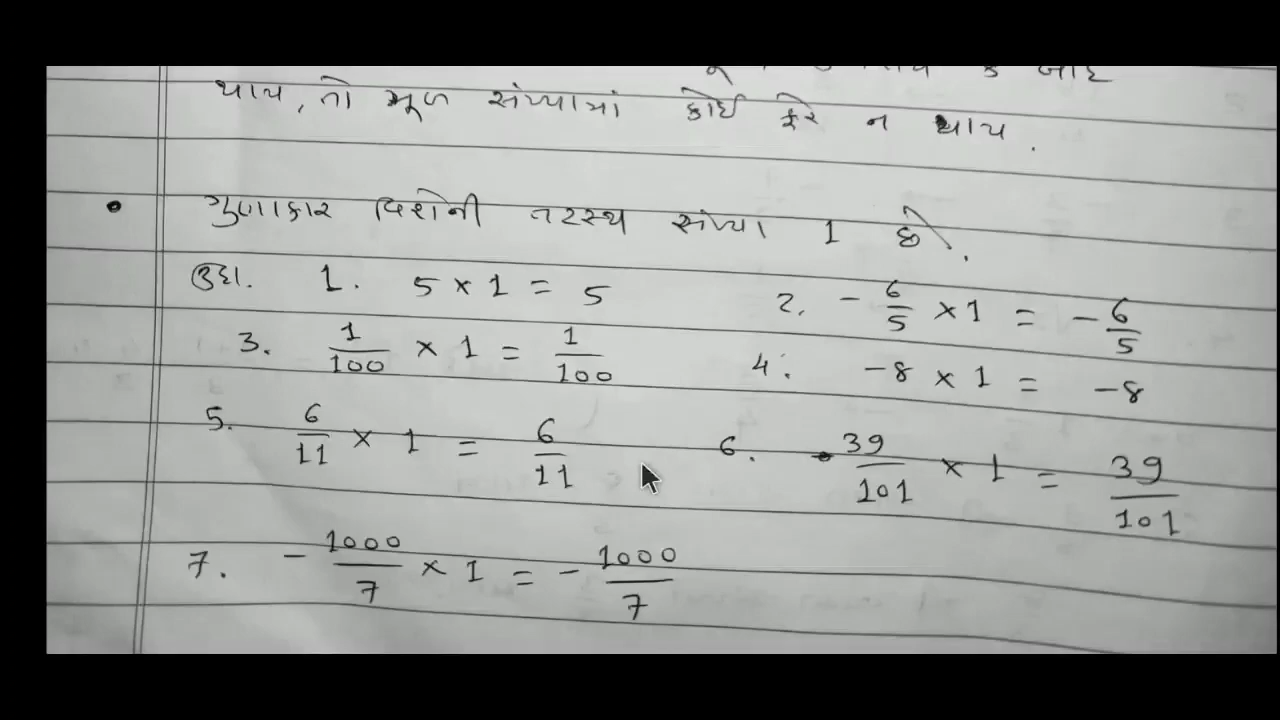 થાય, તો મૂળ સંખ્યામાં કોઈ ફેર ન થાય.
• ગુણાકાર વિશેની તટસ્થ સંખ્યા 1 છે.
ઉદા. 1. 5 × 1 = 5 2. -6/5 × 1 = -6/5
3. 1/100 × 1 = 1/100 4. -8 × 1 = -8
5. 6/11 × 1 = 6/11 6. 39/101 × 1 = 39/101
7. -1000/7 × 1 = -1000/7